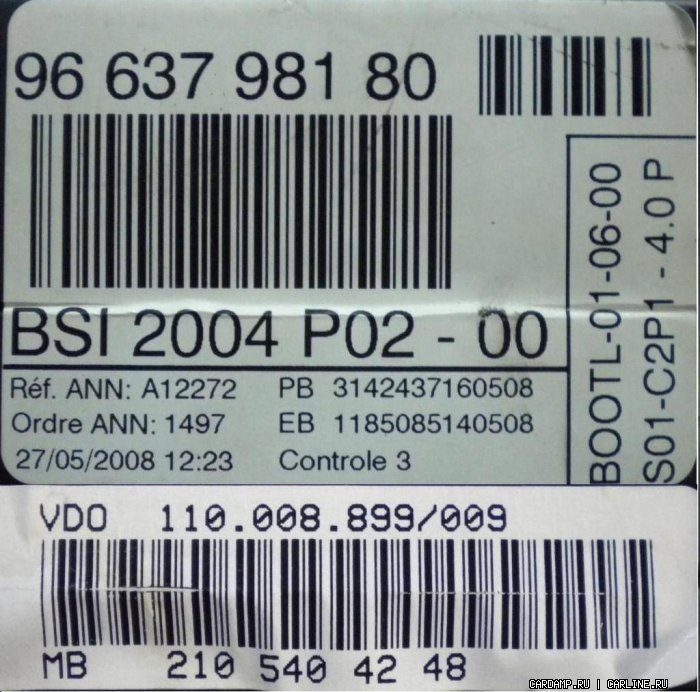 96 637 981 80
BSI 2004 P02 - 00
Réf. ANN: A12272 PB 3142437160508
Ordre ANN: 1497 EB 1185085140508
27/05/2008 12:23 Controle 3
BOOTL-01-06-00
S01-C2P1 - 4.0 P
VDO 110.008.899/009
MB 210 540 42 48
CARDAMP.RU | CARLINE.RU